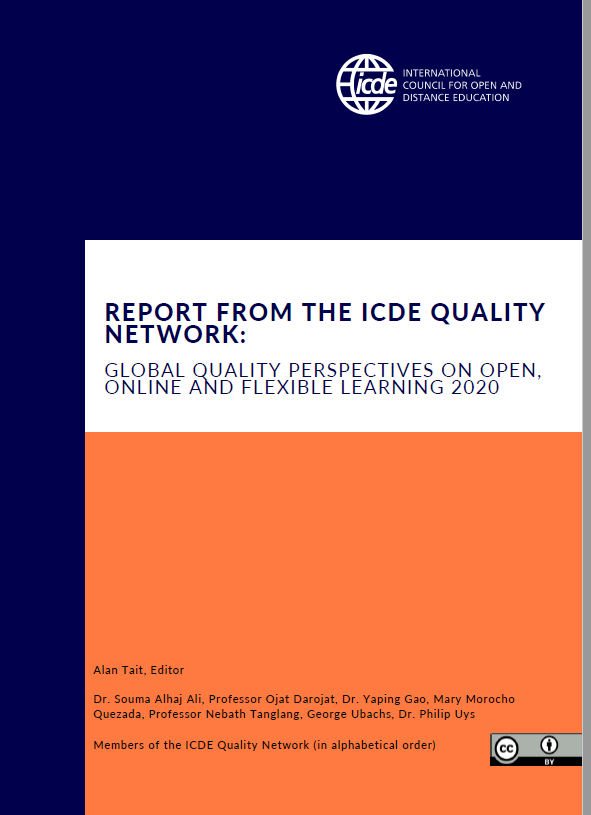 icde
INTERNATIONAL
COUNCIL FOR OPEN AND
DISTANCE EDUCATION
REPORT FROM THE ICDE QUALITY
NETWORK:
GLOBAL QUALITY PERSPECTIVES ON OPEN,
ONLINE AND FLEXIBLE LEARNING 2020
Alan Tait, Editor
Dr. Souma Alhaj Ali, Professor Ojat Darojat, Dr. Yaping Gao, Mary Morocho
Quezada, Professor Nebath Tanglang, George Ubachs, Dr. Philip Uys
Members of the ICDE Quality Network (in alphabetical order)
cc
BY